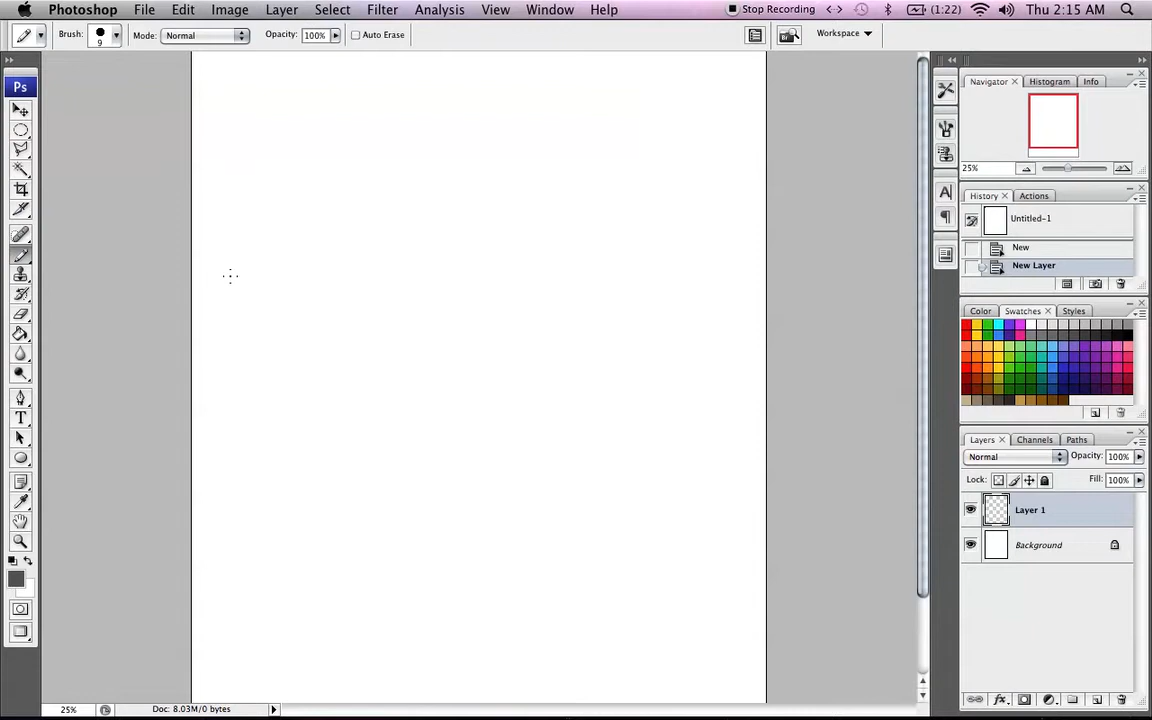 Photoshop File Edit Image Layer Select Filter Analysis View Window Help Stop Recording (1:22) Thu 2:15 AM
Brush: 9 Mode: Normal Opacity: 100% Auto Erase Workspace
Ps
Navigator Histogram Info
25%
History Actions
Untitled-1
New
New Layer
Color Swatches Styles
Layers Channels Paths
Normal Opacity: 100%
Lock: Fill: 100%
Layer 1
Background
25% Doc: 8.03M/0 bytes